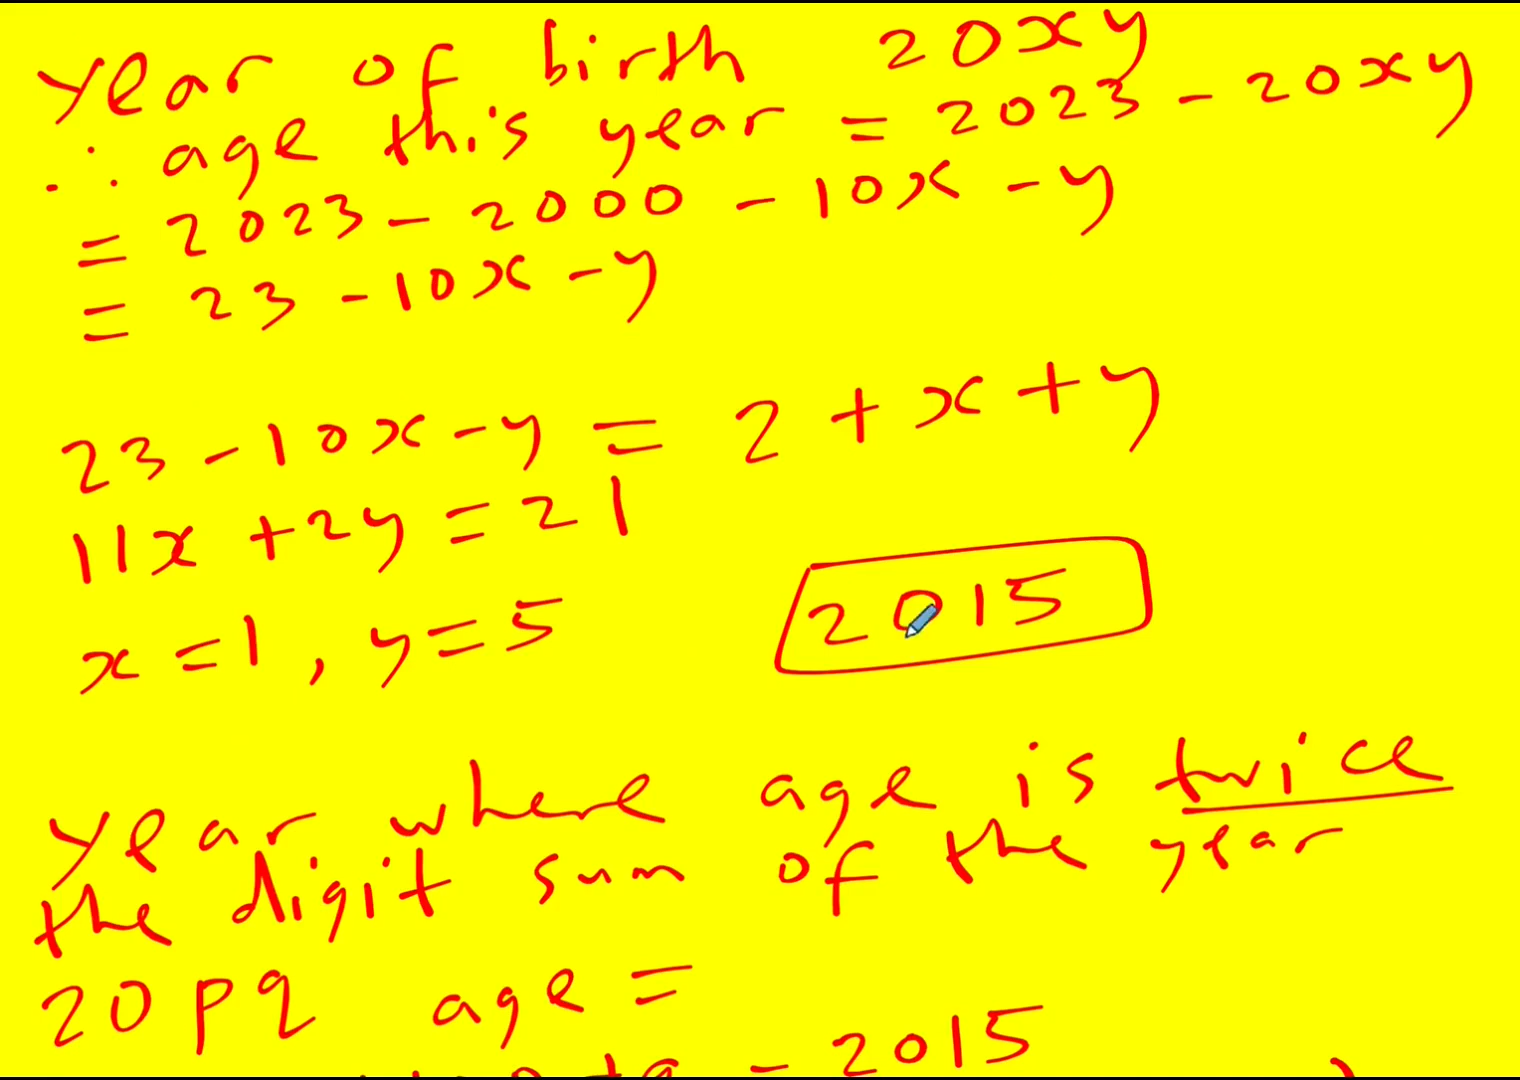 year of birth 20xy
∴ age this year = 2023 - 20xy
= 2023 - 2000 - 10x - y
= 23 - 10x - y
23 - 10x - y = 2 + x + y
11x + 2y = 21
x = 1, y = 5
2015
year where age is twice
the digit sum of the year
20pq age =
- 2015